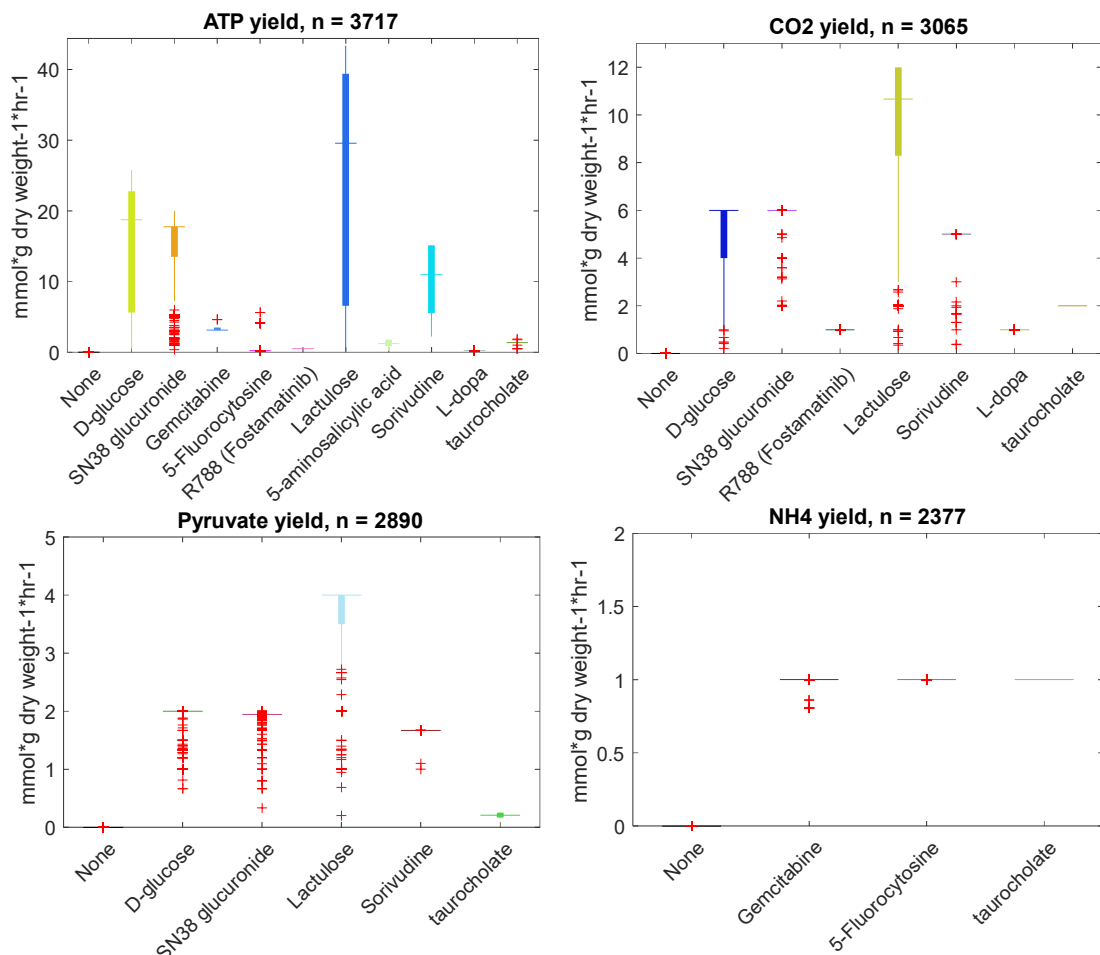 ATP yield, n = 3717
mmol*g dry weight-1*hr-1
40
30
20
10
0
None
D-glucose
SN38 glucuronide
Gemcitabine
5-Fluorocytosine
R788 (Fostamatinib)
Lactulose
5-aminosalicylic acid
Sorivudine
L-dopa
taurocholate
CO2 yield, n = 3065
mmol*g dry weight-1*hr-1
12
10
8
6
4
2
0
None
D-glucose
SN38 glucuronide
R788 (Fostamatinib)
Lactulose
Sorivudine
L-dopa
taurocholate
Pyruvate yield, n = 2890
mmol*g dry weight-1*hr-1
5
4
3
2
1
0
None
D-glucose
SN38 glucuronide
Lactulose
Sorivudine
taurocholate
NH4 yield, n = 2377
mmol*g dry weight-1*hr-1
2
1.5
1
0.5
0
None
Gemcitabine
5-Fluorocytosine
taurocholate